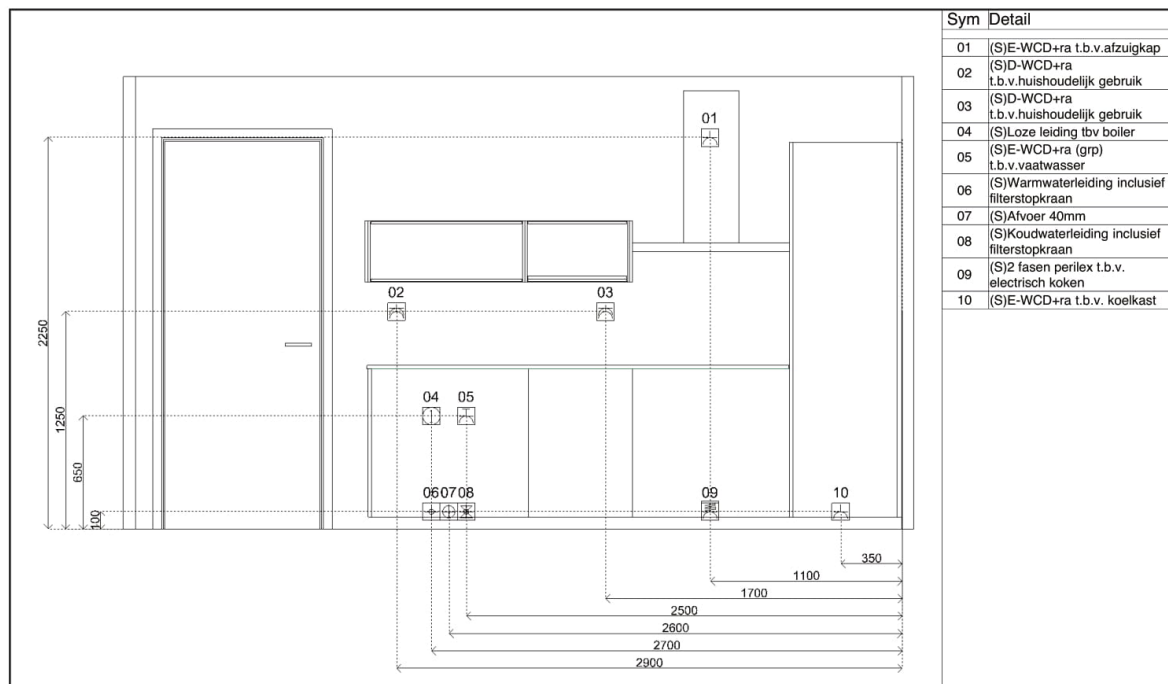 Sym Detail
01 (S)E-WCD+ra t.b.v.afzuigkap
02 (S)D-WCD+ra
t.b.v.huishoudelijk gebruik
03 (S)D-WCD+ra
t.b.v.huishoudelijk gebruik
04 (S)Loze leiding tbv boiler
05 (S)E-WCD+ra (grp)
t.b.v.vaatwasser
06 (S)Warmwaterleiding inclusief
filterstopkraan
07 (S)Afvoer 40mm
08 (S)Koudwaterleiding inclusief
filterstopkraan
09 (S)2 fasen perilex t.b.v.
electrisch koken
10 (S)E-WCD+ra t.b.v. koelkast
01
02 03
04 05
06 07 08 09 10
2250
1250
650
100
350
1100
1700
2500
2600
2700
2900